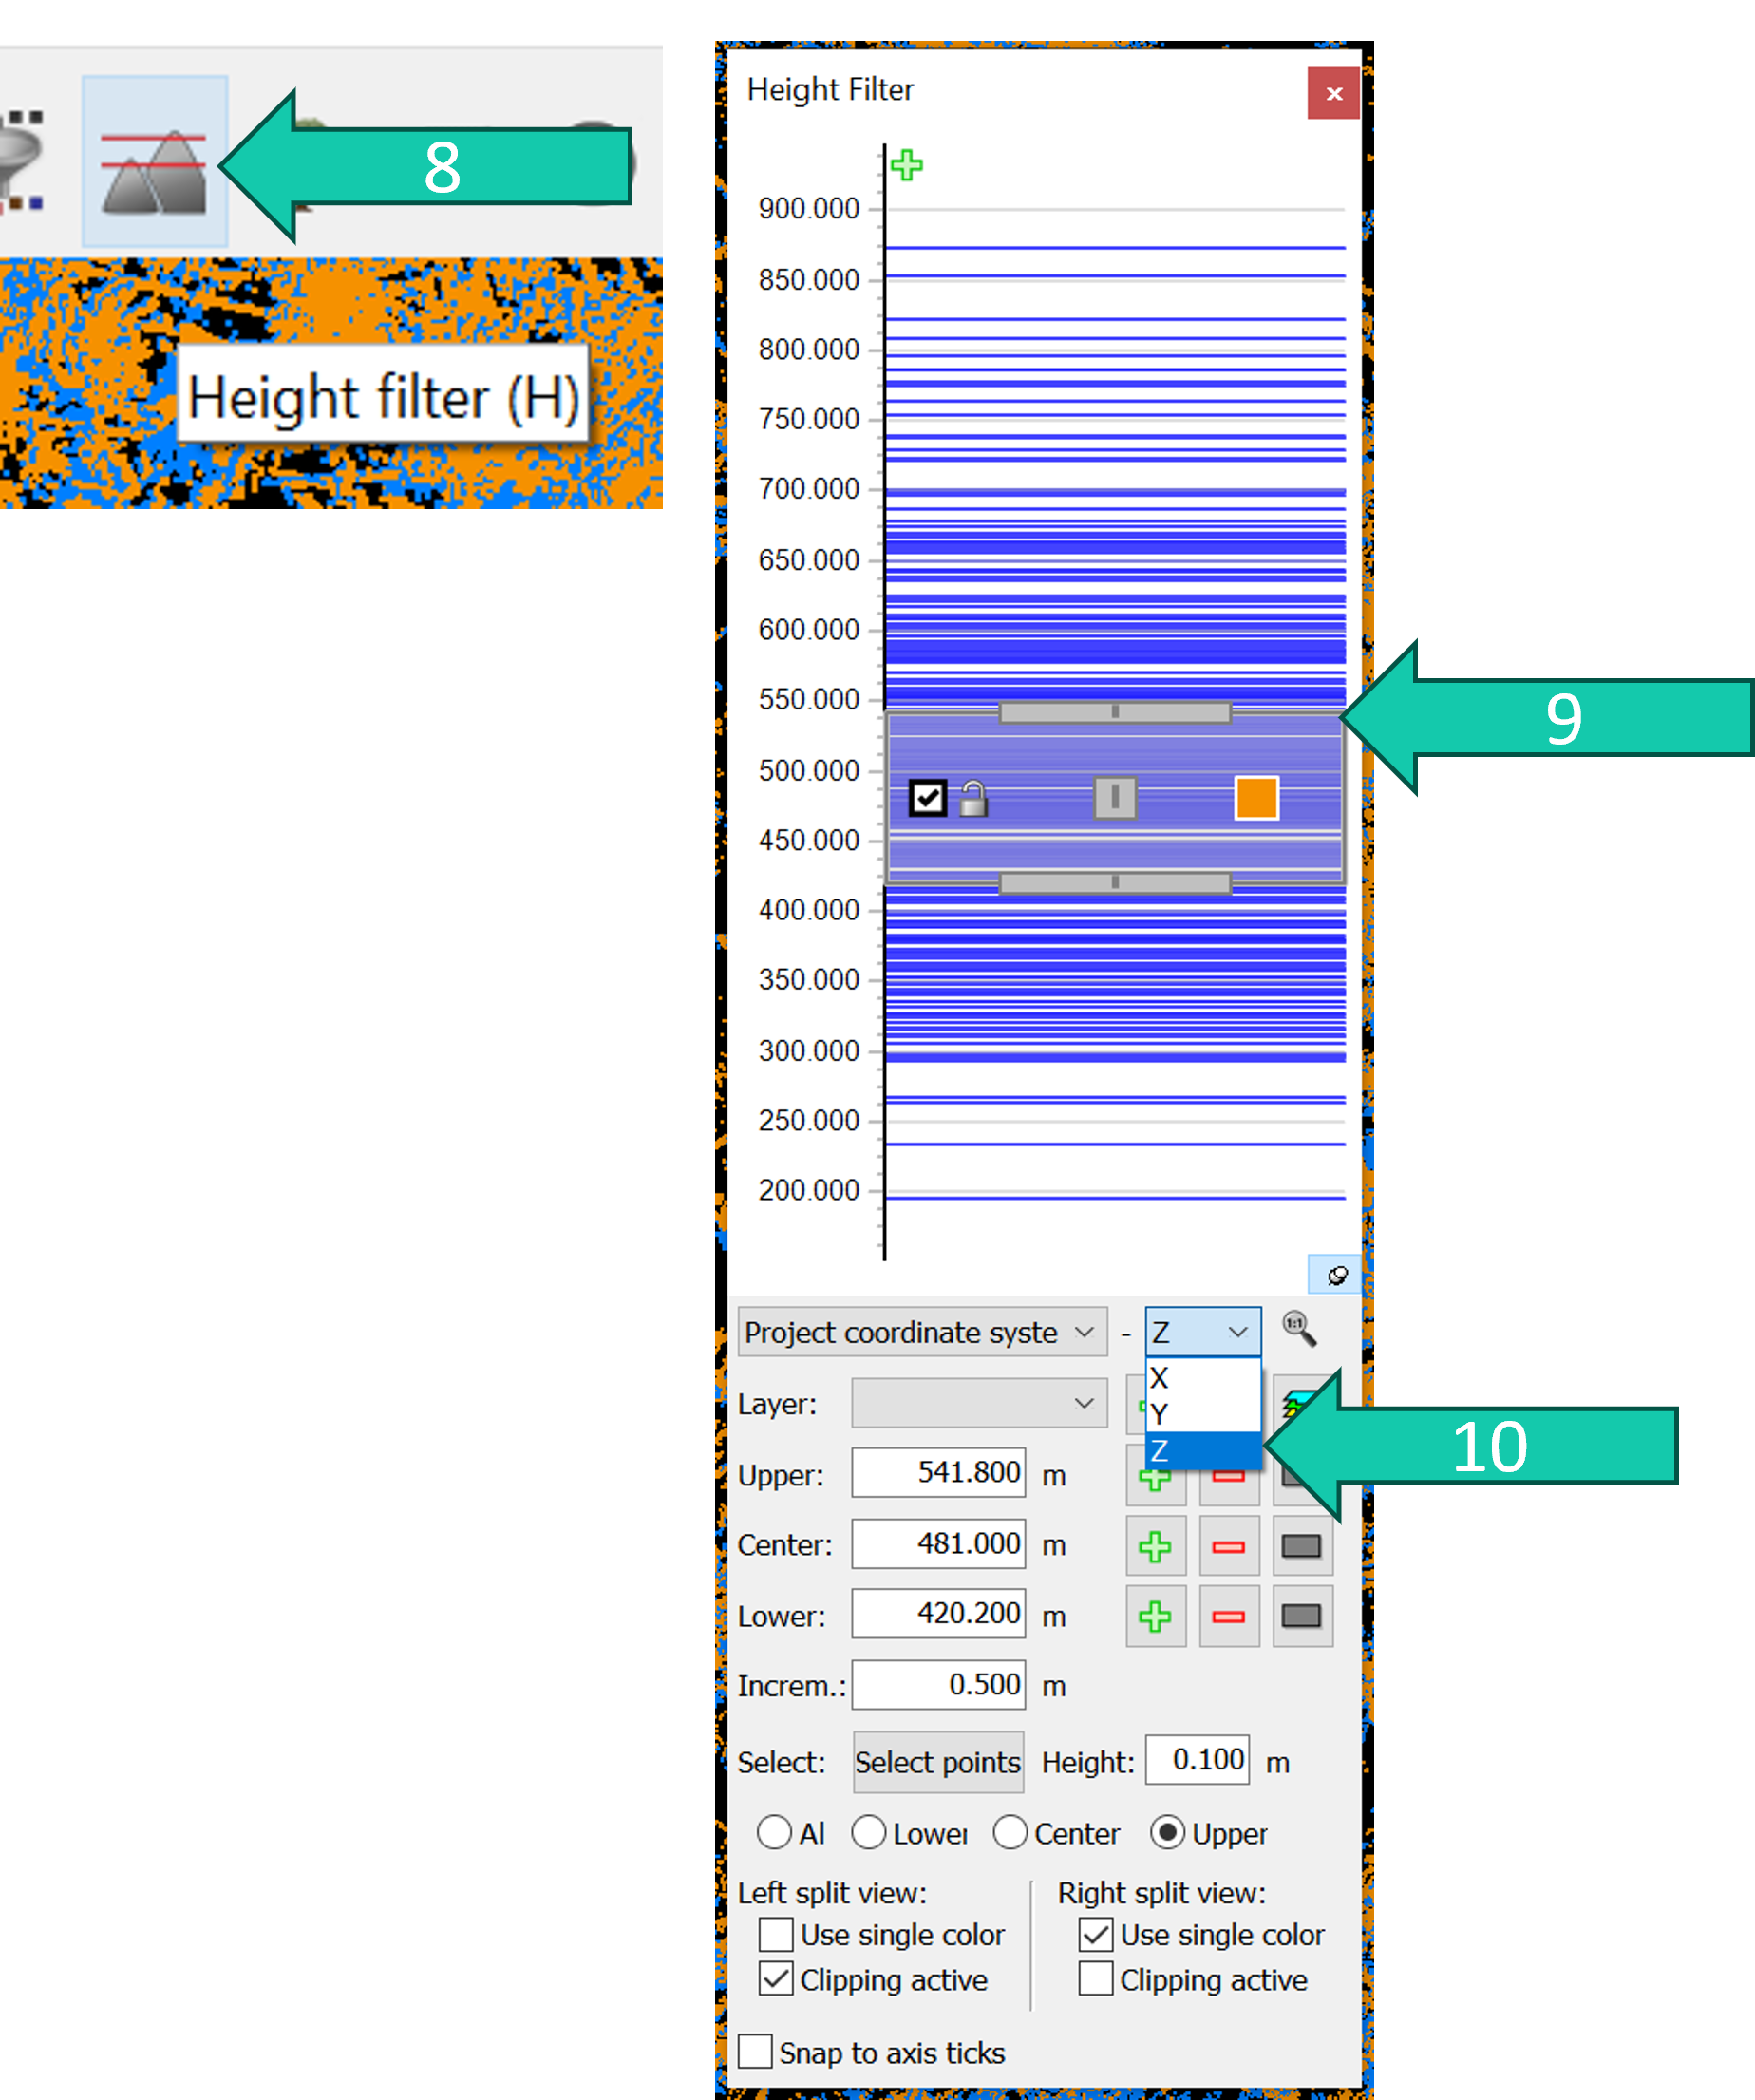 8
Height filter (H)
Height Filter
x
900.000
850.000
800.000
750.000
700.000
650.000
600.000
550.000
9
500.000
450.000
400.000
350.000
300.000
250.000
200.000
Project coordinate syste - Z
1:1
X
Layer:
Y
Z
10
Upper: 541.800 m
Center: 481.000 m
Lower: 420.200 m
Increm.: 0.500 m
Select: Select points Height: 0.100 m
Al Lower Center Upper
Left split view: Right split view:
Use single color Use single color
Clipping active Clipping active
Snap to axis ticks